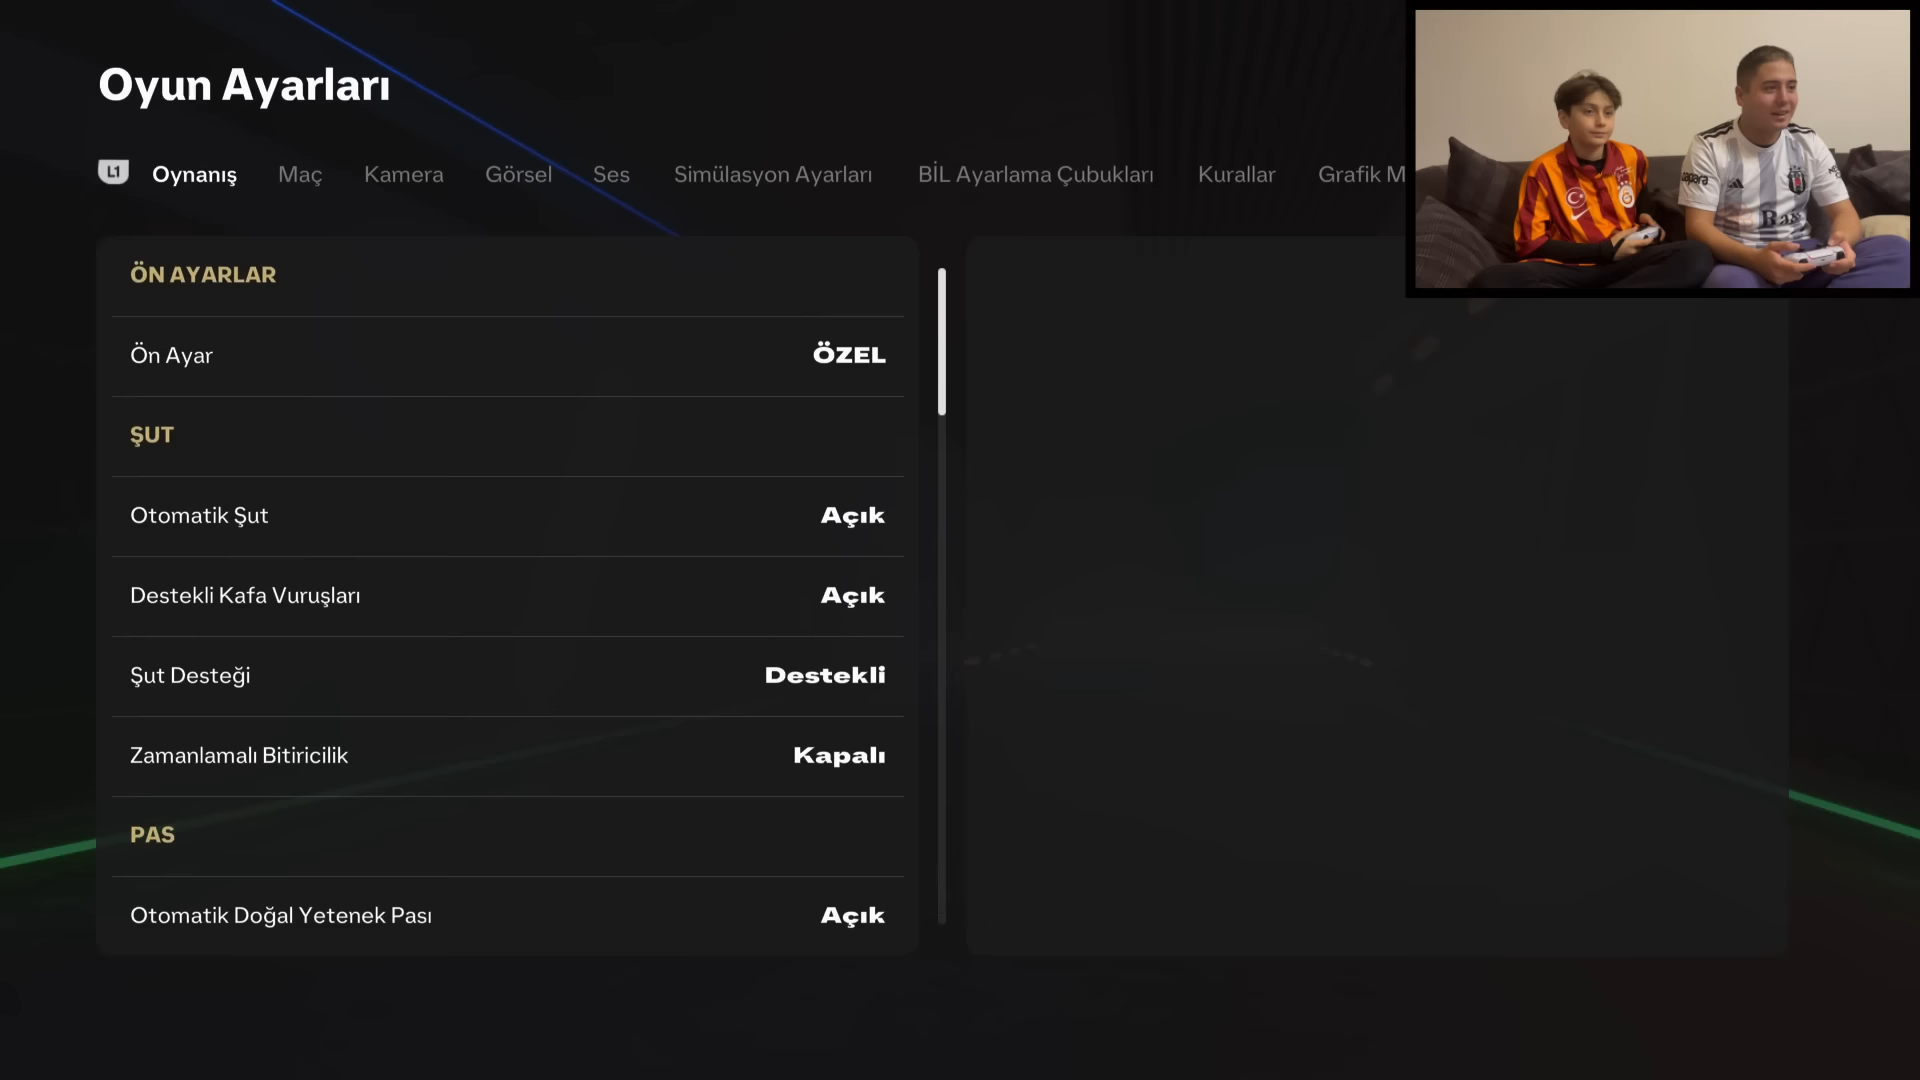 Oyun Ayarları
L1 Oynanış Maç Kamera Görsel Ses Simülasyon Ayarları BİL Ayarlama Çubukları Kurallar Grafik M
ÖN AYARLAR
Ön Ayar ÖZEL
ŞUT
Otomatik Şut Açık
Destekli Kafa Vuruşları Açık
Şut Desteği Destekli
Zamanlamalı Bitiricilik Kapalı
PAS
Otomatik Doğal Yetenek Pası Açık
papara